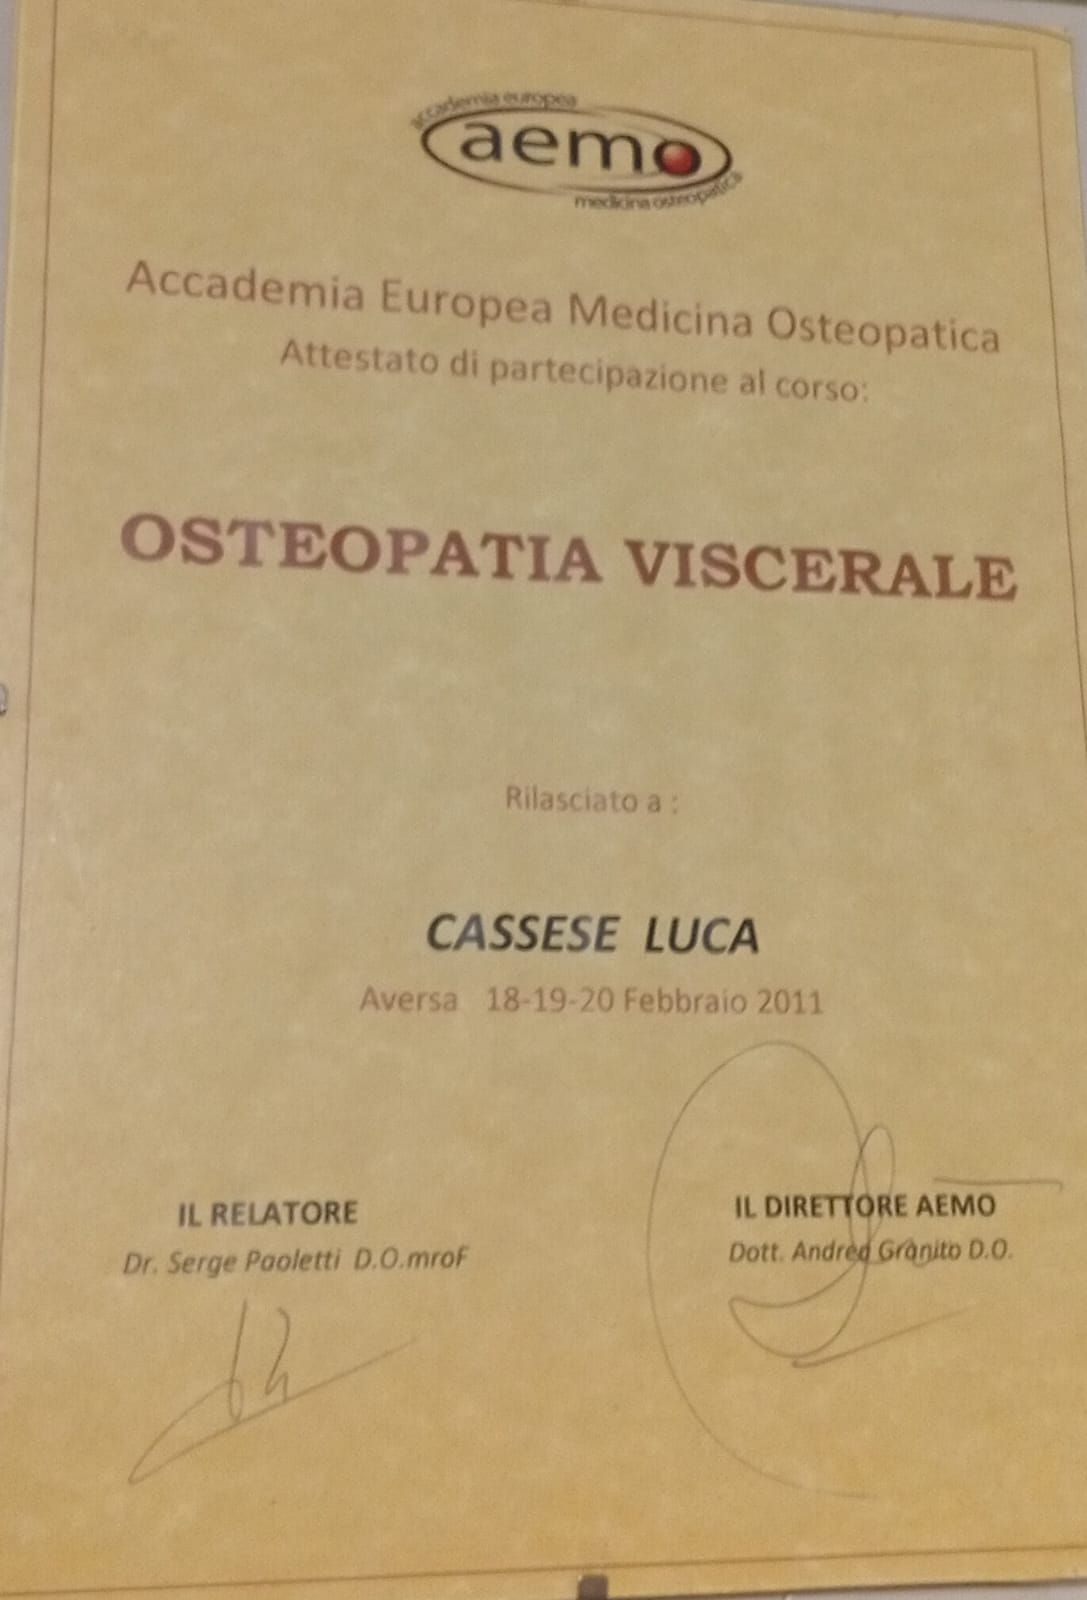 accademia europea
aemo
medicina osteopatica
Accademia Europea Medicina Osteopatica
Attestato di partecipazione al corso:
OSTEOPATIA VISCERALE
Rilasciato a :
CASSESE LUCA
Aversa 18-19-20 Febbraio 2011
IL RELATORE
Dr. Serge Paoletti D.O.mroF
IL DIRETTORE AEMO
Dott. Andrea Granito D.O.